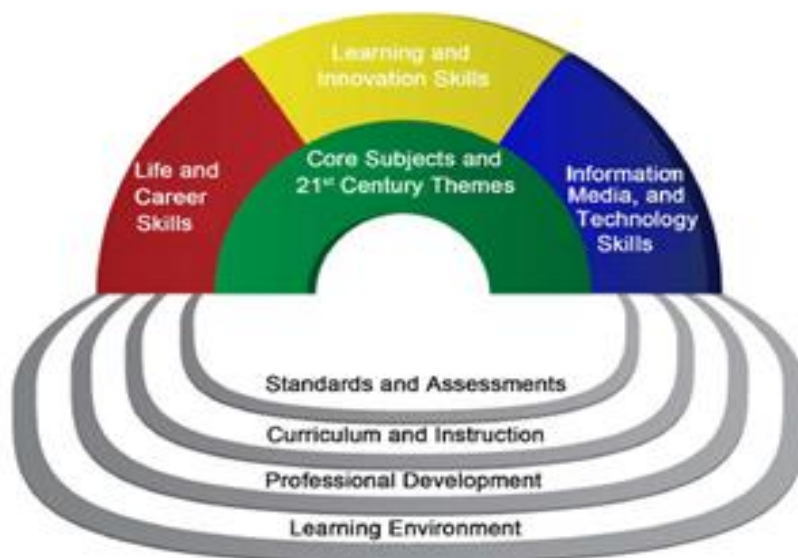 Learning and
Innovation Skills
Life and
Career
Skills
Core Subjects and
21st Century Themes
Information
Media, and
Technology
Skills
Standards and Assessments
Curriculum and Instruction
Professional Development
Learning Environment